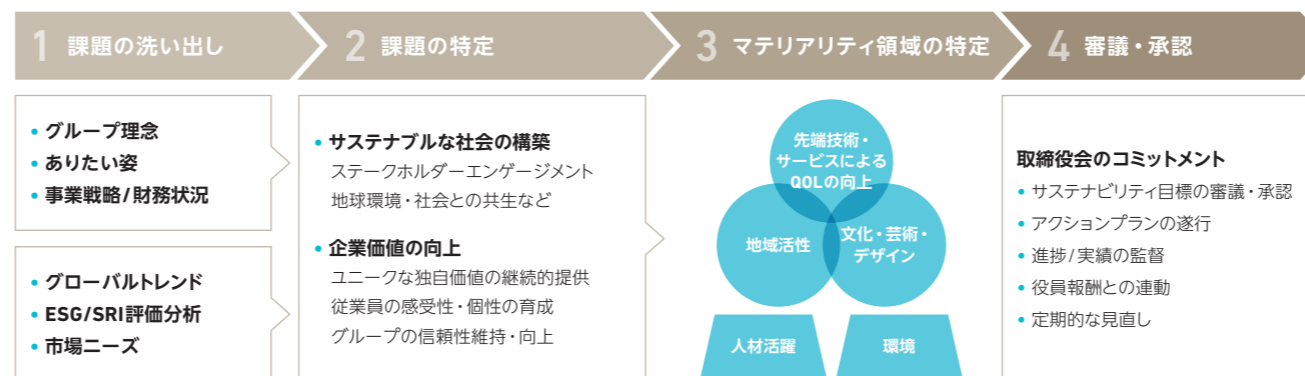 1 課題の洗い出し
2 課題の特定
3 マテリアリティ領域の特定
4 審議・承認
• グループ理念
• ありたい姿
• 事業戦略/財務状況
• グローバルトレンド
• ESG/SRI評価分析
• 市場ニーズ
• サステナブルな社会の構築
ステークホルダーエンゲージメント
地球環境・社会との共生など
• 企業価値の向上
ユニークな独自価値の継続的提供
従業員の感受性・個性の育成
グループの信頼性維持・向上
先端技術・
サービスによる
QOLの向上
地域活性
文化・芸術・
デザイン
人材活躍
環境
取締役会のコミットメント
• サステナビリティ目標の審議・承認
• アクションプランの遂行
• 進捗/実績の監督
• 役員報酬との連動
• 定期的な見直し